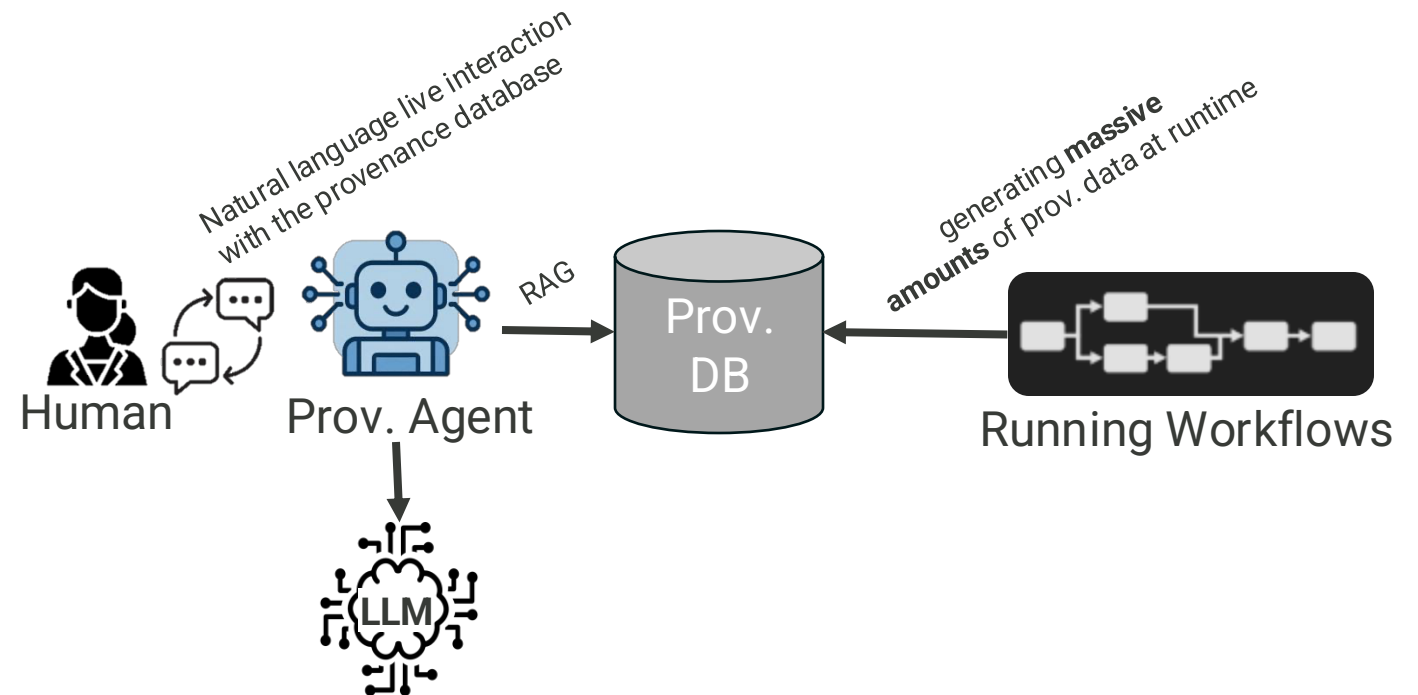 Natural language live interaction
with the provenance database
generating massive
amounts of prov. data at runtime
RAG
Prov.
DB
Human
Prov. Agent
Running Workflows
LLM